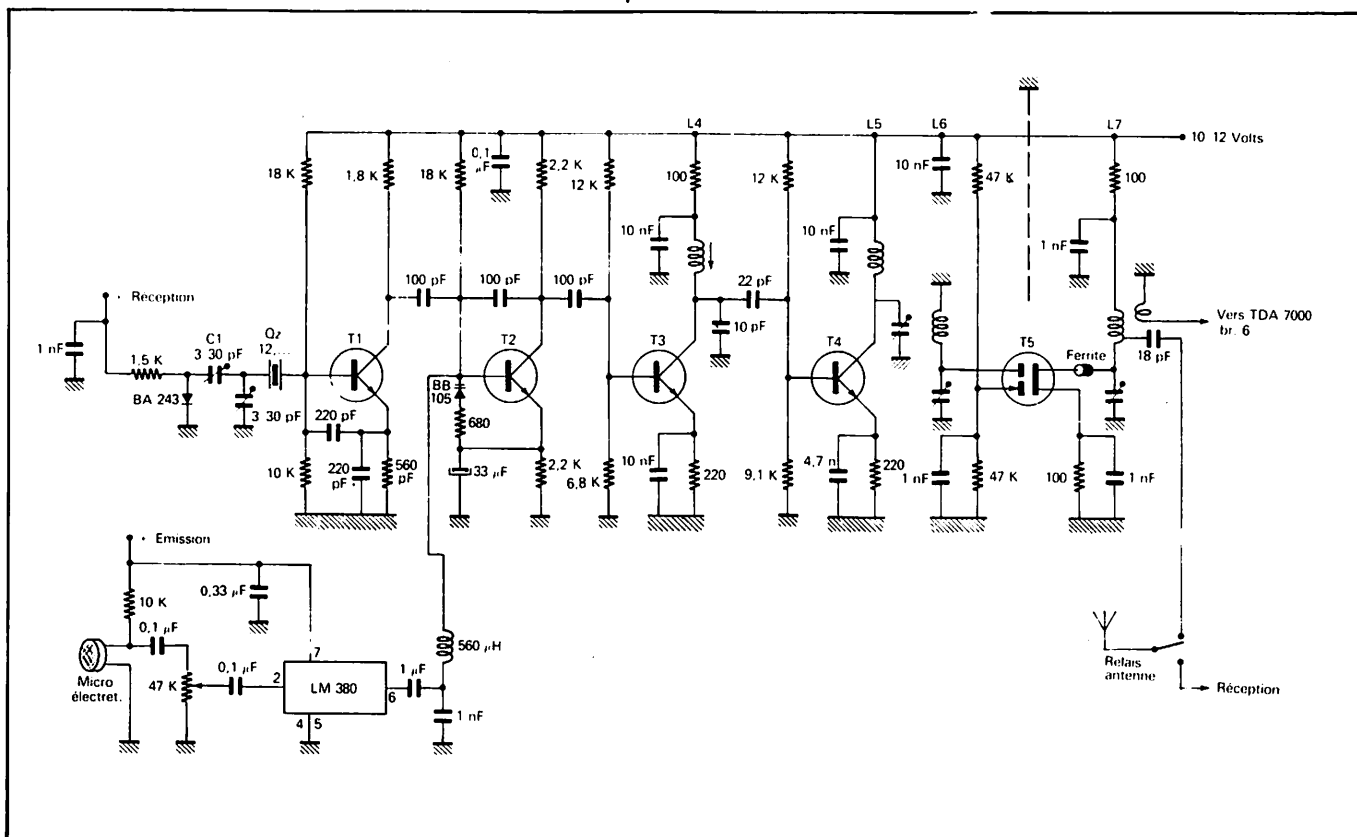 L4
L5
L6
L7
10 12 Volts
18 K
1,8 K
18 K
0,1 µF
2,2 K
12 K
100
12 K
10 nF
47 K
100
10 nF
10 nF
1 nF
100 pF
100 pF
100 pF
22 pF
10 pF
Réception
1 nF
1,5 K
C1
3 30 pF
Qz
12,...
BA 243
3 30 pF
T1
T2
T3
T4
T5
Ferrite
18 pF
Vers TDA 7000
br. 6
BB
105
680
220 pF
220
pF
560
pF
10 K
33 µF
2,2 K
6,8 K
10 nF
220
9,1 K
4,7 n
220
1 nF
47 K
100
1 nF
Emission
10 K
0,33 µF
0,1 µF
Micro
électret.
47 K
0,1 µF
2
7
LM 380
6
4
5
1 µF
560 µH
1 nF
Relais
antenne
Réception